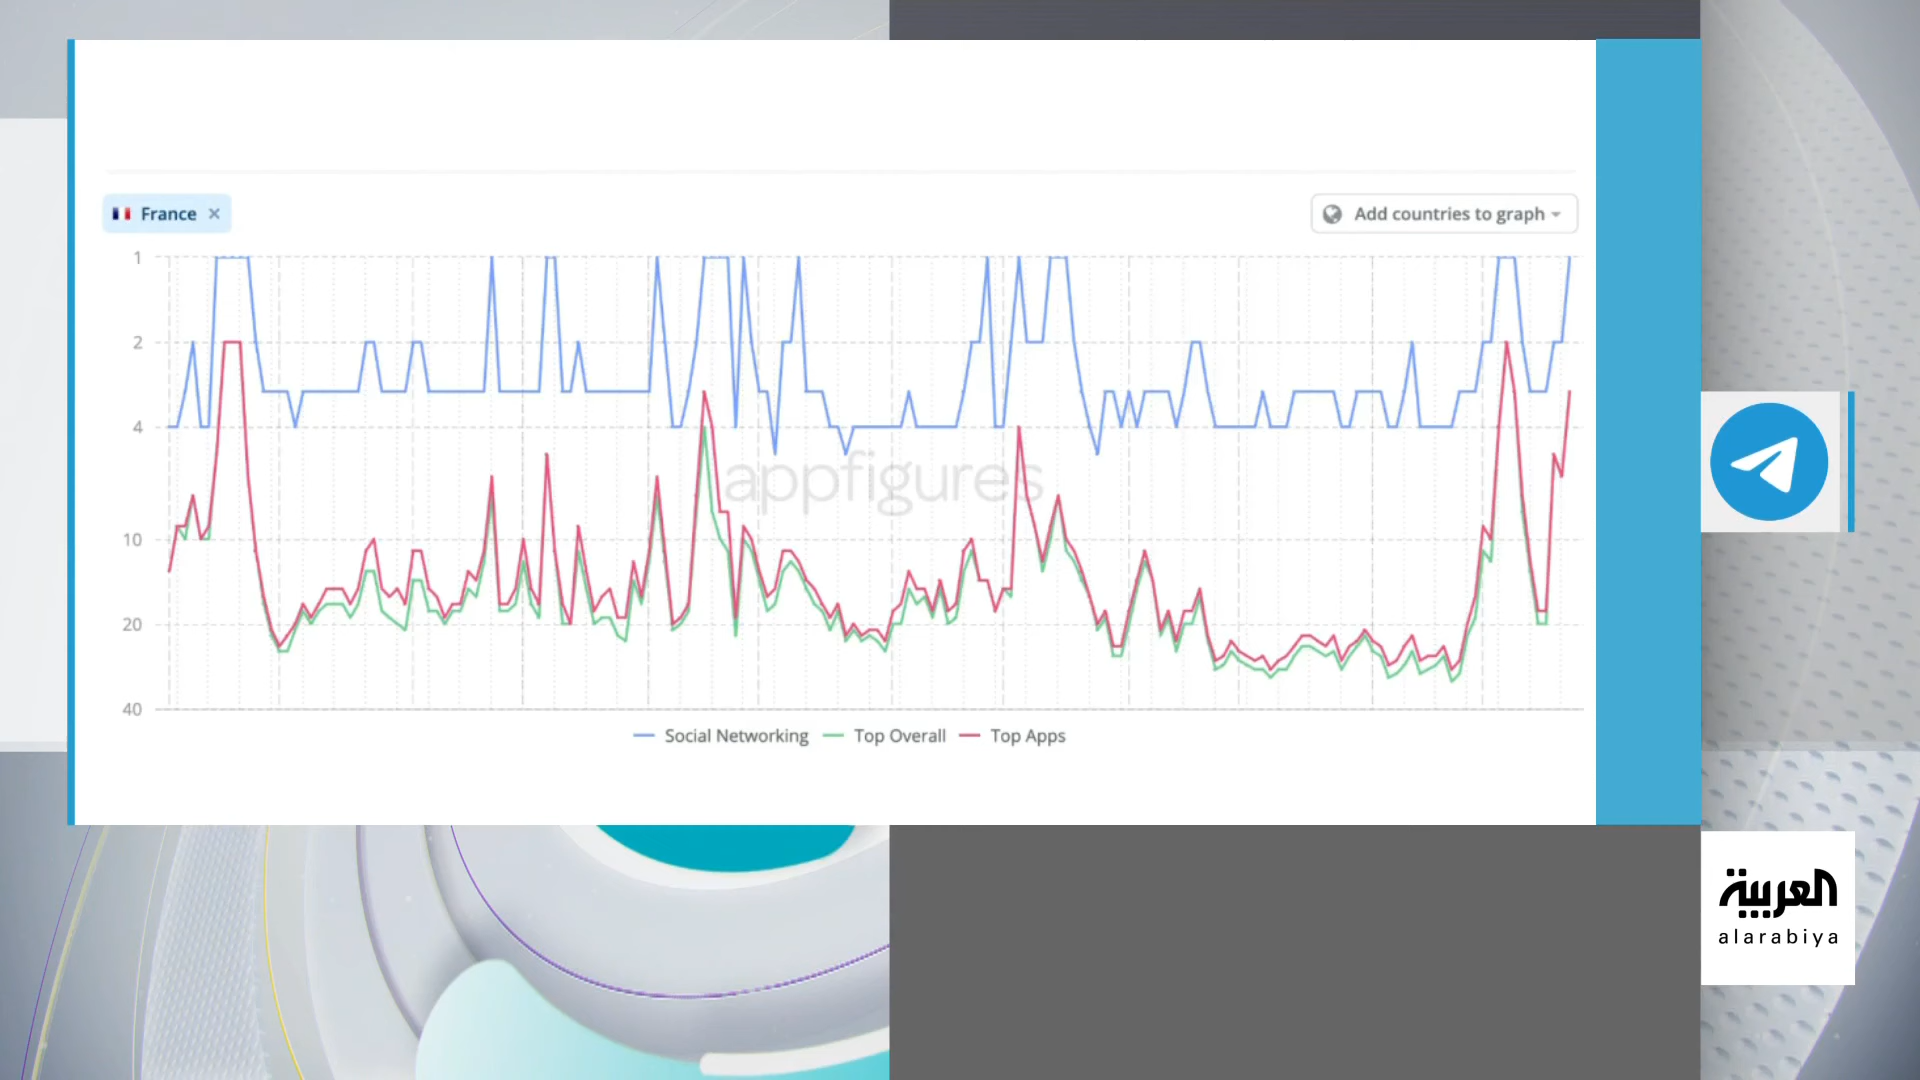 France ×
Add countries to graph
1
2
4
10
20
40
appfigures
Social Networking
Top Overall
Top Apps
العربية
alarabiya